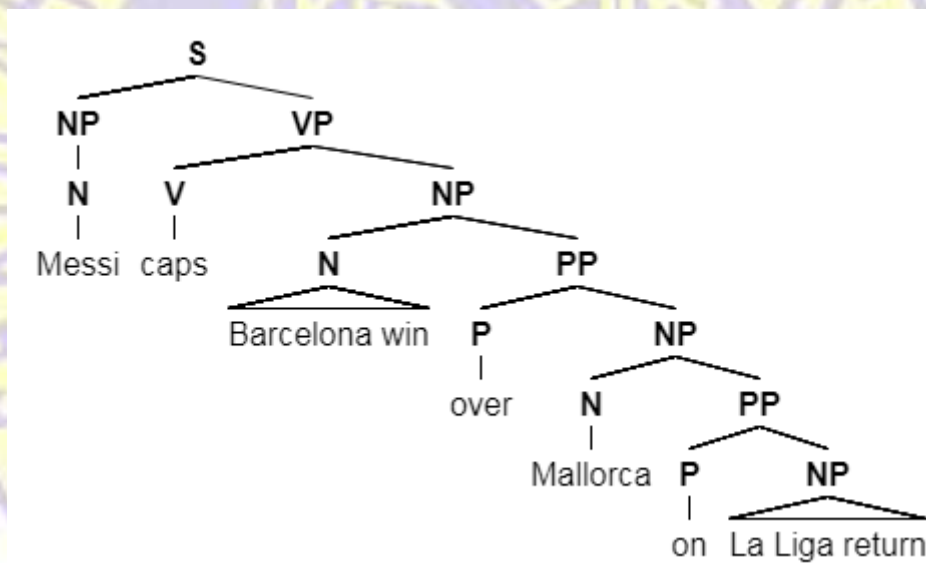 S
NP VP
N V NP
Messi caps N PP
Barcelona win P NP
over N PP
Mallorca P NP
on La Liga return